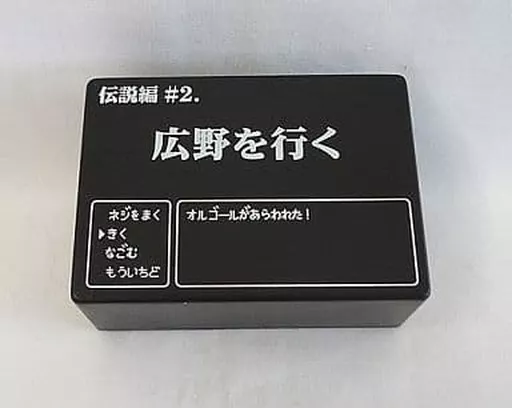 伝説編 #2.
広野を行く
ネジをまく
▶きく
なごむ
もういちど
オルゴールがあらわれた!